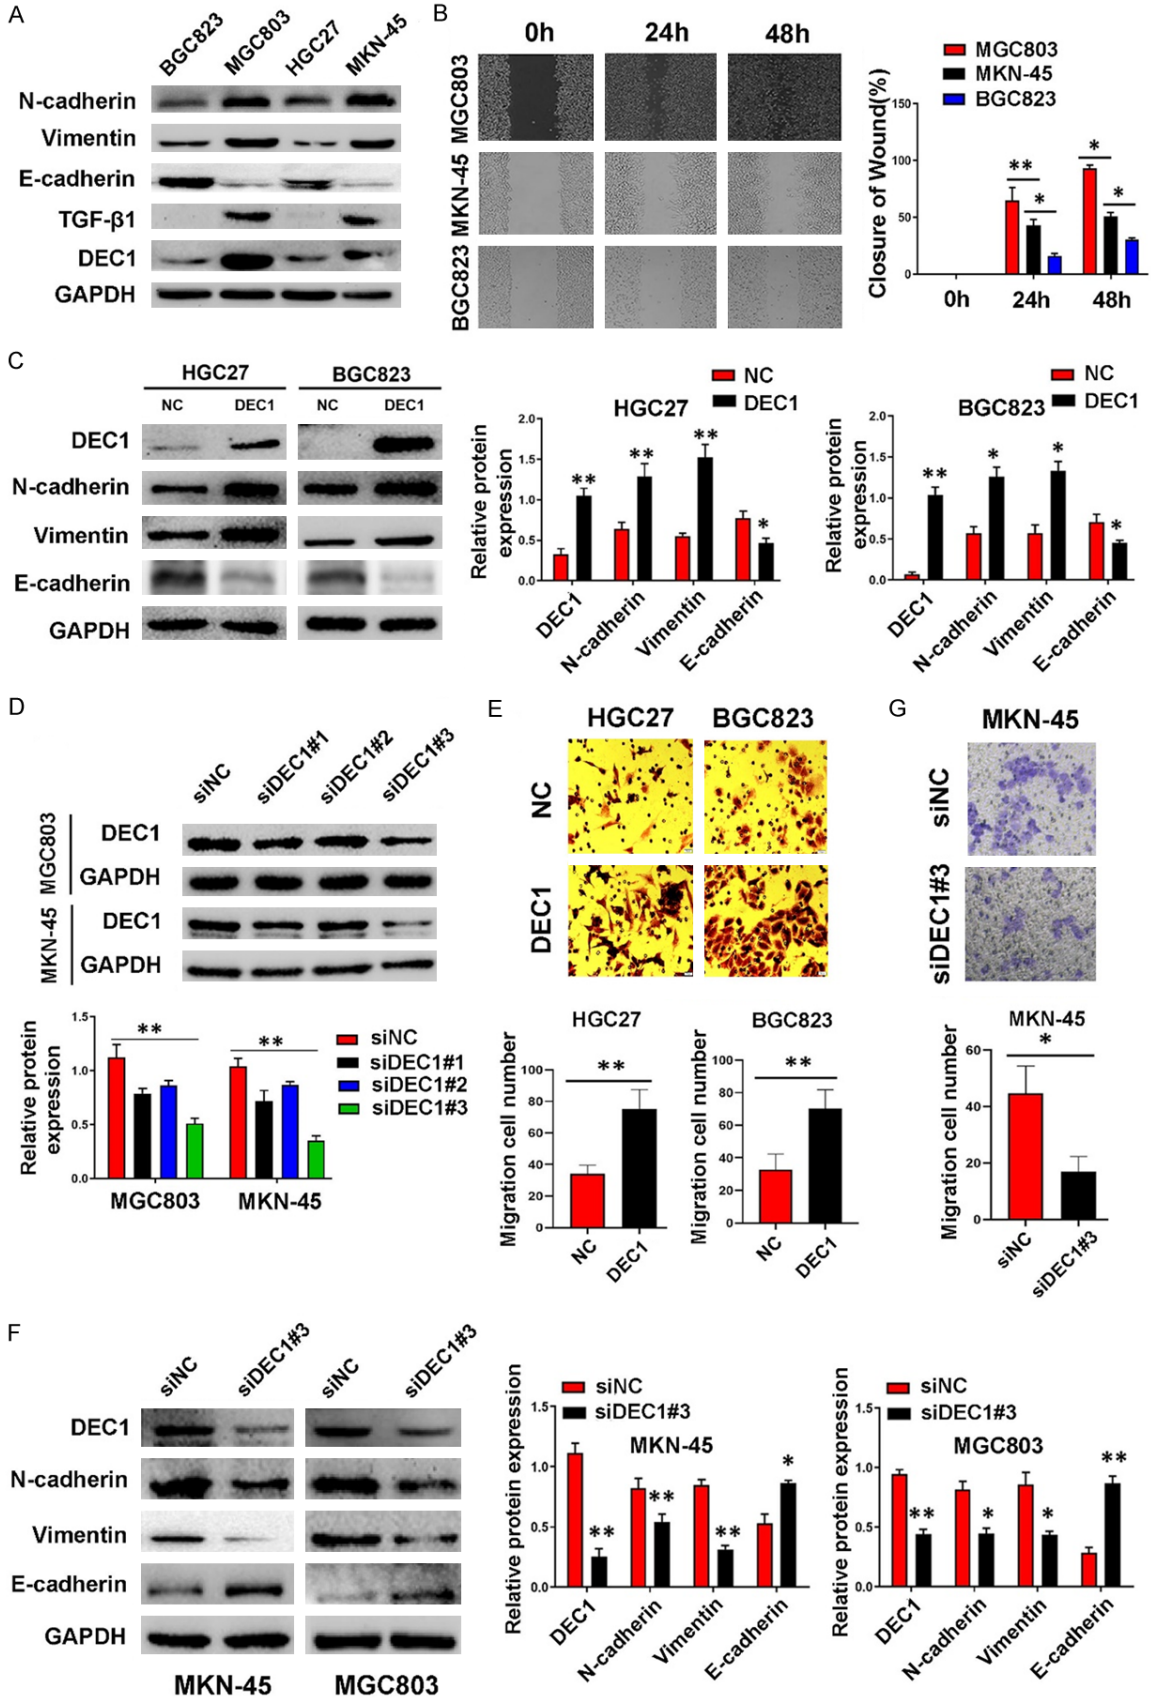 A
BGC823
MGC803
HGC27
MKN-45
N-cadherin
Vimentin
E-cadherin
TGF-β1
DEC1
GAPDH
B
0h
24h
48h
MGC803
MKN-45
BGC823
MGC803
MKN-45
BGC823
Closure of Wound(%)
150
100
50
0
** * * *
0h 24h 48h
C
HGC27 BGC823
NC DEC1 NC DEC1
DEC1
N-cadherin
Vimentin
E-cadherin
GAPDH
NC
DEC1
HGC27
Relative protein
expression
2.0
1.5
1.0
0.5
0.0
** ** ** *
DEC1 N-cadherin Vimentin E-cadherin
NC
DEC1
BGC823
Relative protein
expression
2.0
1.5
1.0
0.5
0.0
** * * *
DEC1 N-cadherin Vimentin E-cadherin
D
siNC siDEC1#1 siDEC1#2 siDEC1#3
MGC803
DEC1
GAPDH
MKN-45
DEC1
GAPDH
Relative protein
expression
1.5
1.0
0.5
0.0
** **
MGC803 MKN-45
siNC
siDEC1#1
siDEC1#2
siDEC1#3
E
HGC27 BGC823
NC
DEC1
HGC27
Migration cell number
100
80
60
40
20
0
**
NC DEC1
BGC823
Migration cell number
100
80
60
40
20
0
**
NC DEC1
G
MKN-45
siNC
siDEC1#3
MKN-45
Migration cell number
60
40
20
0
*
siNC siDEC1#3
F
siNC siDEC1#3 siNC siDEC1#3
DEC1
N-cadherin
Vimentin
E-cadherin
GAPDH
MKN-45 MGC803
siNC
siDEC1#3
MKN-45
Relative protein expression
1.5
1.0
0.5
0.0
** ** ** *
DEC1 N-cadherin Vimentin E-cadherin
siNC
siDEC1#3
MGC803
Relative protein expression
1.5
1.0
0.5
0.0
** * * **
DEC1 N-cadherin Vimentin E-cadherin